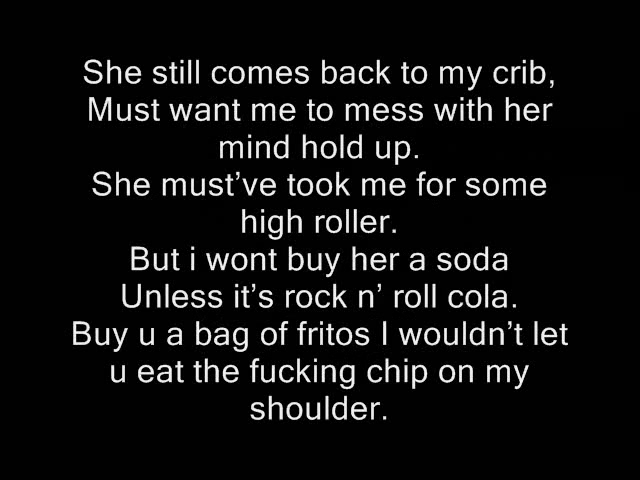 She still comes back to my crib,
Must want me to mess with her
mind hold up.
She must’ve took me for some
high roller.
But i wont buy her a soda
Unless it’s rock n’ roll cola.
Buy u a bag of fritos I wouldn’t let
u eat the fucking chip on my
shoulder.